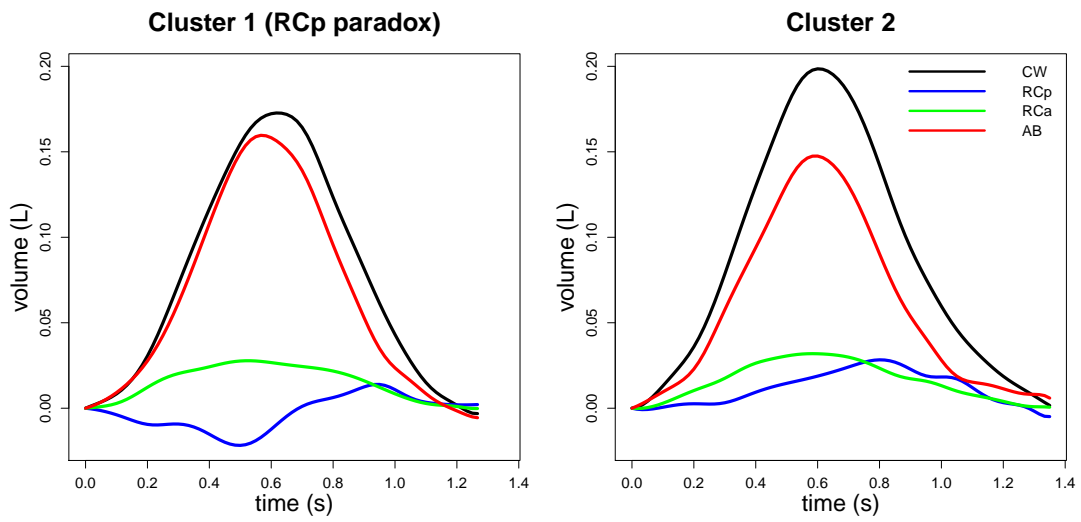 Cluster 1 (RCp paradox)
volume (L)
0.20
0.15
0.10
0.05
0.00
0.0 0.2 0.4 0.6 0.8 1.0 1.2 1.4
time (s)
Cluster 2
volume (L)
0.20
0.15
0.10
0.05
0.00
CW
RCp
RCa
AB
0.0 0.2 0.4 0.6 0.8 1.0 1.2 1.4
time (s)